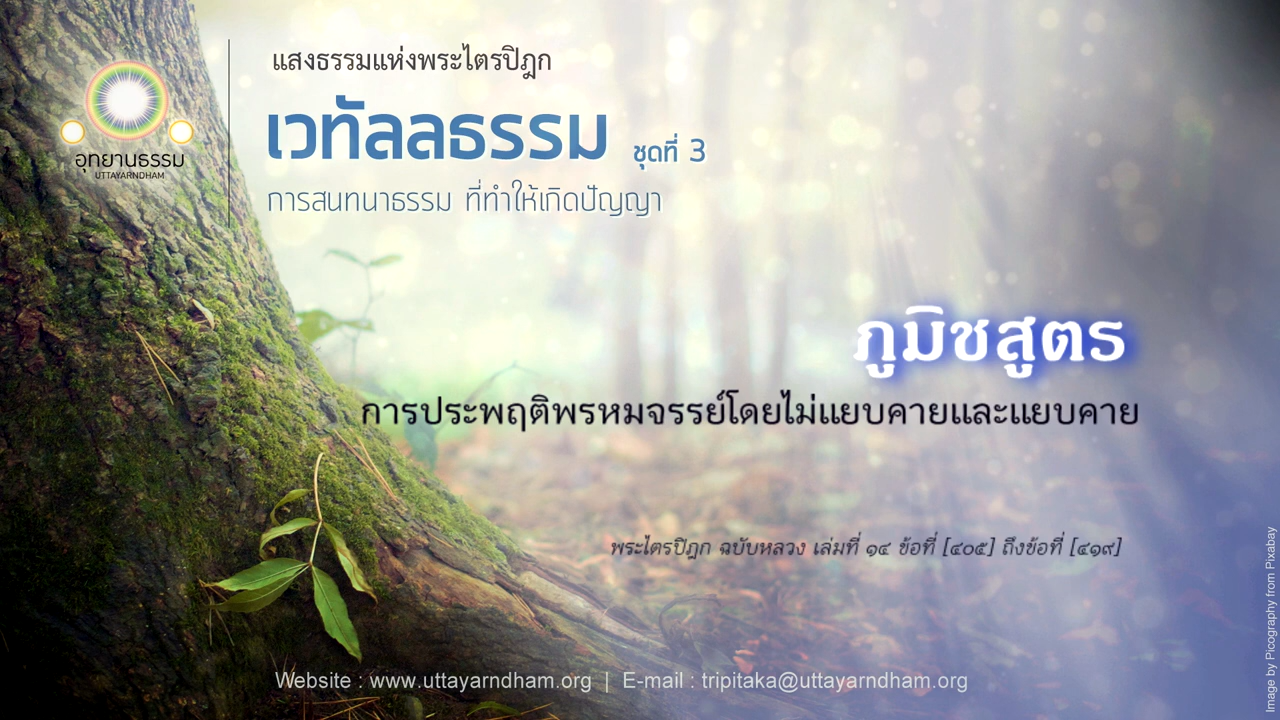 แสงธรรมแห่งพระไตรปิฎก
เวทัลลธรรม ชุดที่ 3
การสนทนาธรรม ที่ทำให้เกิดปัญญา
อุทยานธรรม
UTTAYARNDHAM
ภูมิชสูตร
การประพฤติพรหมจรรย์โดยไม่แยบคายและแยบคาย
พระไตรปิฎก ฉบับหลวง เล่มที่ ๑๔ ข้อที่ [๔๐๕] ถึงข้อที่ [๔๑๙]
Website : www.uttayarndham.org | E-mail : tripitaka@uttayarndham.org
Image by Picography from Pixabay